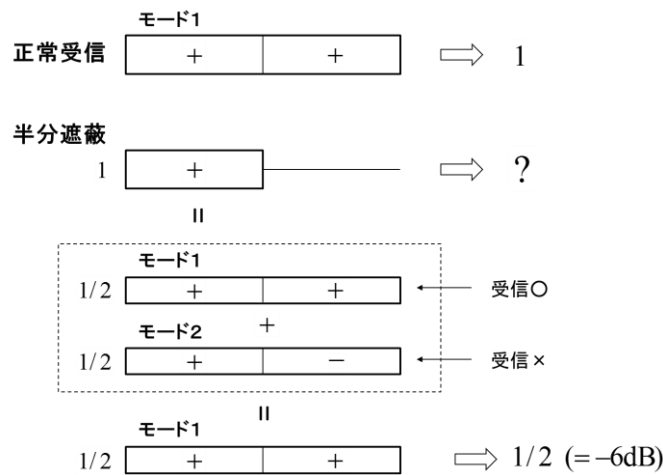 モード1
正常受信 + + ⇨ 1
半分遮蔽
1 + ⇨ ?
=
モード1
1/2 + + ← 受信○
+
モード2
1/2 + − ← 受信×
=
モード1
1/2 + + ⇨ 1/2 (= −6dB)